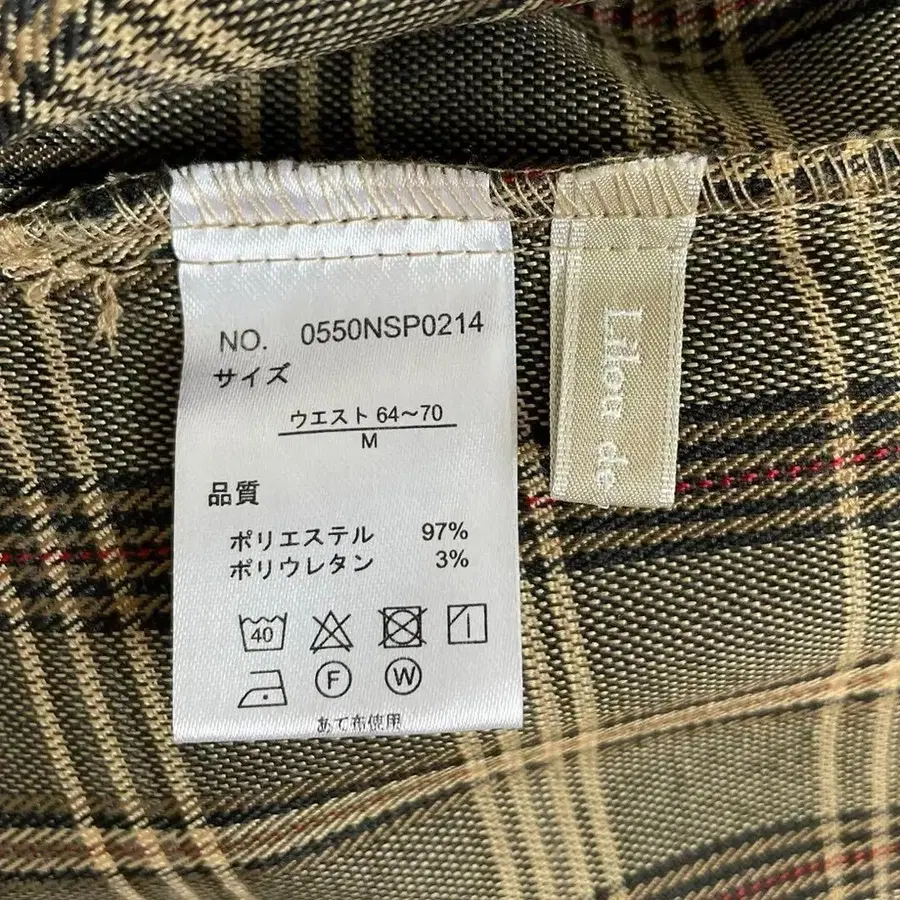 NO. 0550NSP0214
サイズ
ウエスト 64～70
M
品質
ポリエステル 97%
ポリウレタン 3%
40
F W
あて布使用
Lilou de